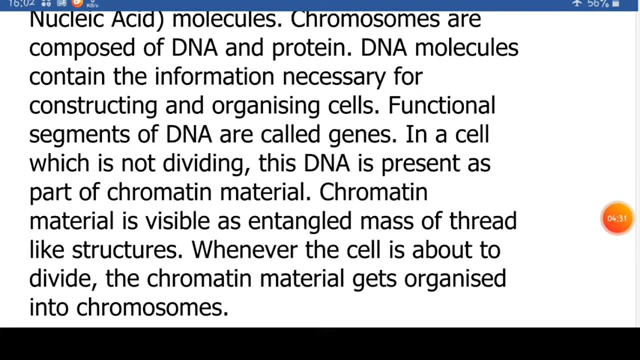 16:02
56%
Nucleic Acid) molecules. Chromosomes are
composed of DNA and protein. DNA molecules
contain the information necessary for
constructing and organising cells. Functional
segments of DNA are called genes. In a cell
which is not dividing, this DNA is present as
part of chromatin material. Chromatin
material is visible as entangled mass of thread
like structures. Whenever the cell is about to
divide, the chromatin material gets organised
into chromosomes.
04:31